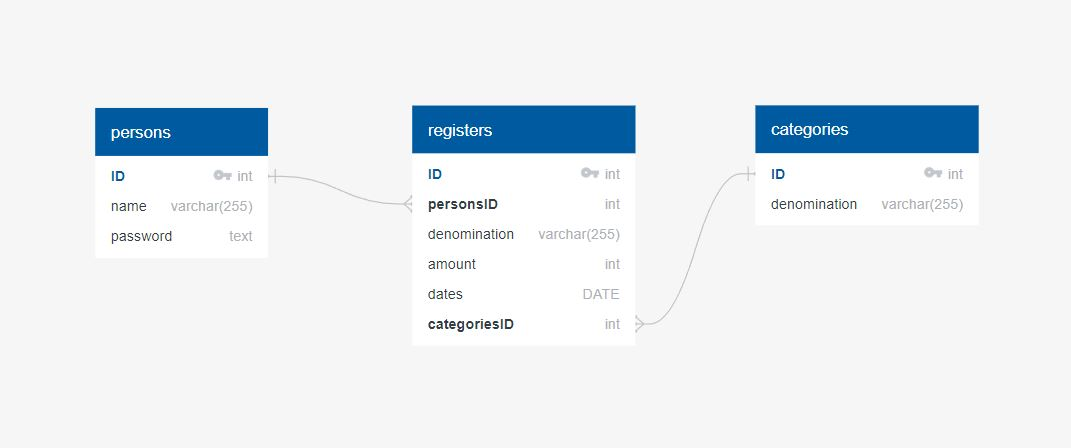 persons
ID int
name varchar(255)
password text
registers
ID int
personsID int
denomination varchar(255)
amount int
dates DATE
categoriesID int
categories
ID int
denomination varchar(255)